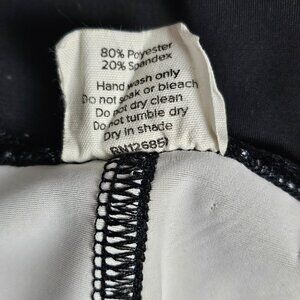 80% Polyester
20% Spandex
Hand wash only
Do not soak or bleach
Do not dry clean
Do not tumble dry
Dry in shade